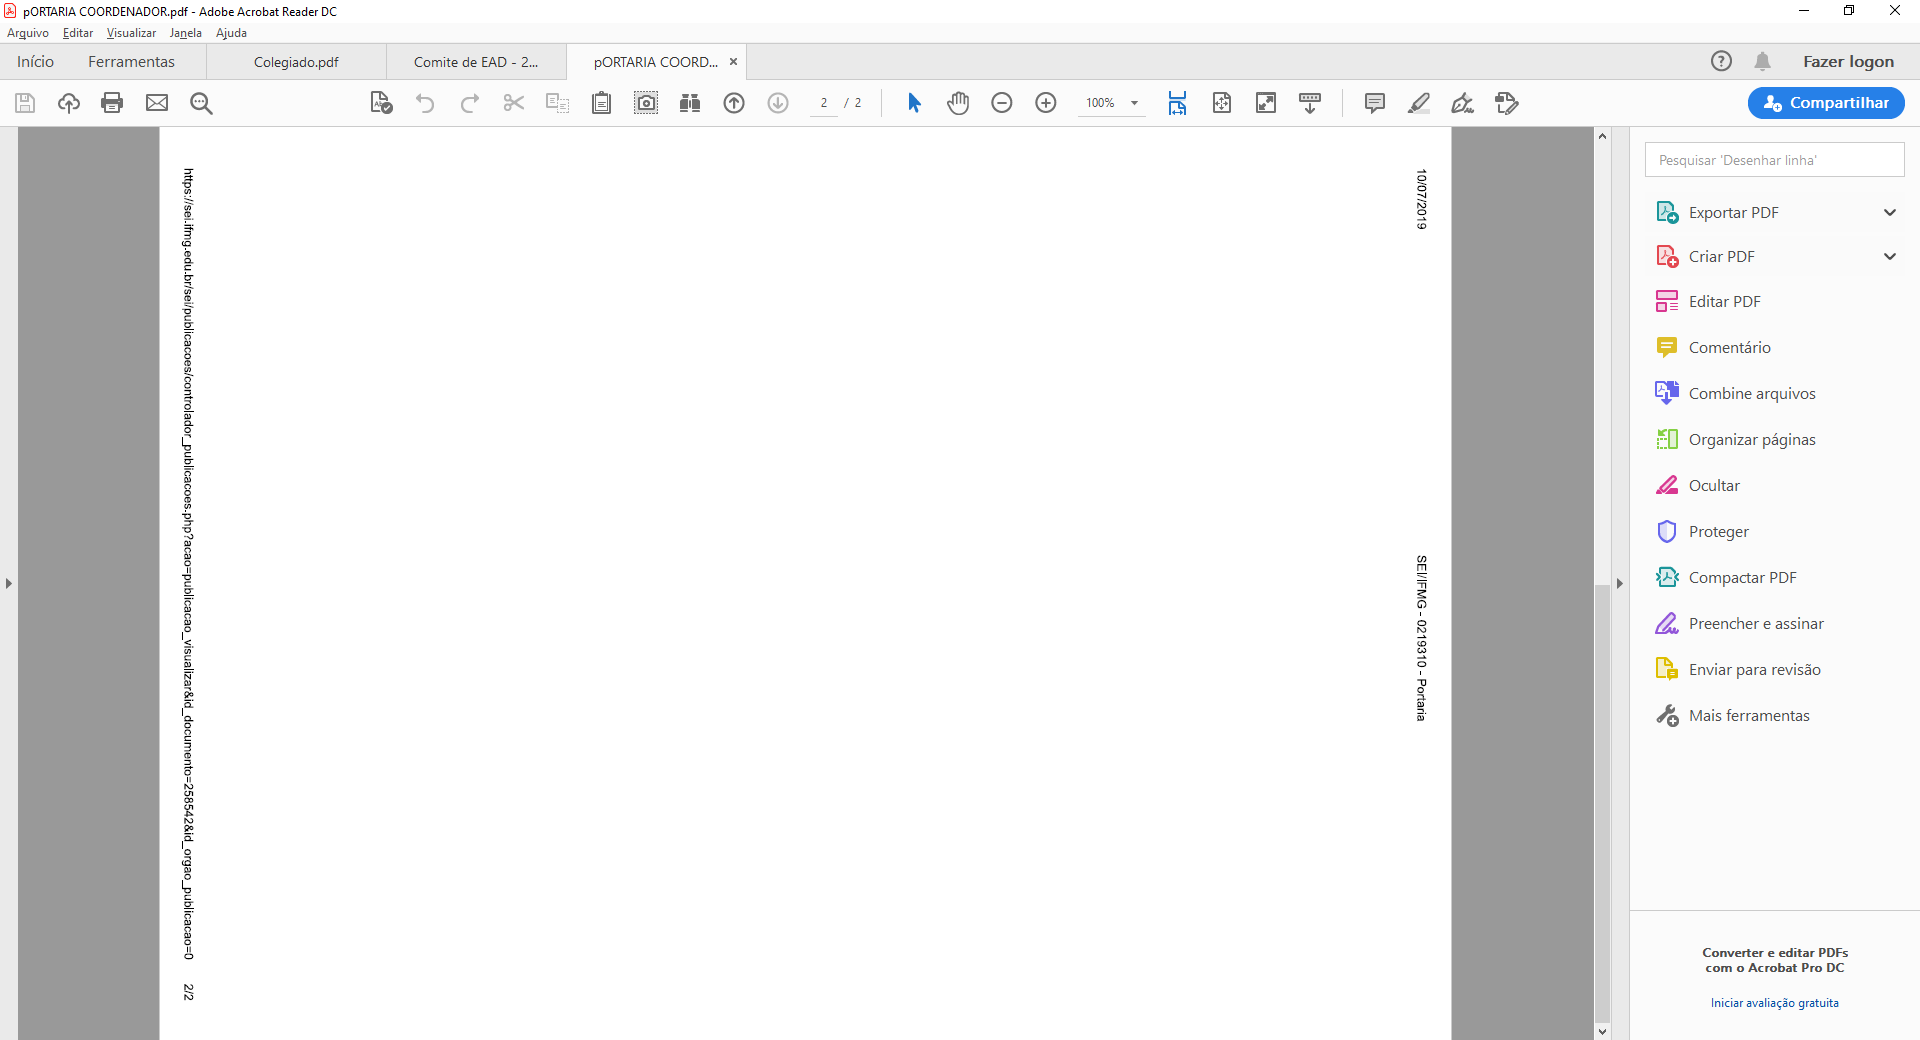 pORTARIA COORDENADOR.pdf - Adobe Acrobat Reader DC
Arquivo Editar Visualizar Janela Ajuda
Início Ferramentas Colegiado.pdf Comite de EAD - 2... pORTARIA COORD... Fazer logon
2 / 2 100% Compartilhar
10/07/2019
SEI/IFMG - 0219310 - Portaria
https://sei.ifmg.edu.br/sei/publicacoes/controlador_publicacoes.php?acao=publicacao_visualizar&id_documento=258542&id_orgao_publicacao=0 2/2
Pesquisar 'Desenhar linha'
Exportar PDF
Criar PDF
Editar PDF
Comentário
Combine arquivos
Organizar páginas
Ocultar
Proteger
Compactar PDF
Preencher e assinar
Enviar para revisão
Mais ferramentas
Converter e editar PDFs
com o Acrobat Pro DC
Iniciar avaliação gratuita